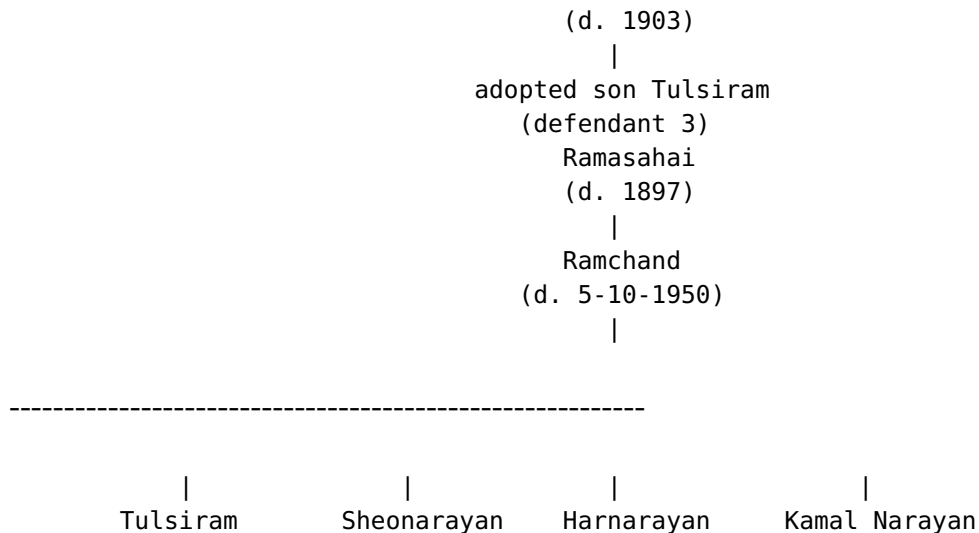 (d. 1903)
|
adopted son Tulsiram
(defendant 3)
Ramasahai
(d. 1897)
|
Ramchand
(d. 5-10-1950)
|
----------------------------------------------------------
| | | |
Tulsiram Sheonarayan Harnarayan Kamal Narayan